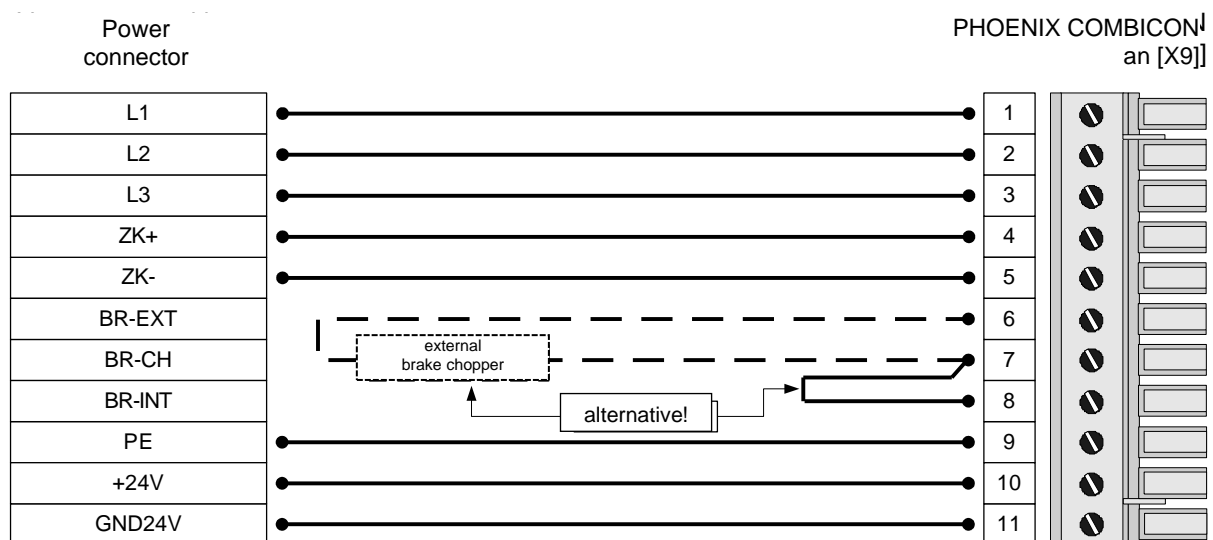 Power
connector
PHOENIX COMBICON
an [X9]]
L1 1
L2 2
L3 3
ZK+ 4
ZK- 5
BR-EXT 6
external
brake chopper
BR-CH 7
BR-INT 8
alternative!
PE 9
+24V 10
GND24V 11